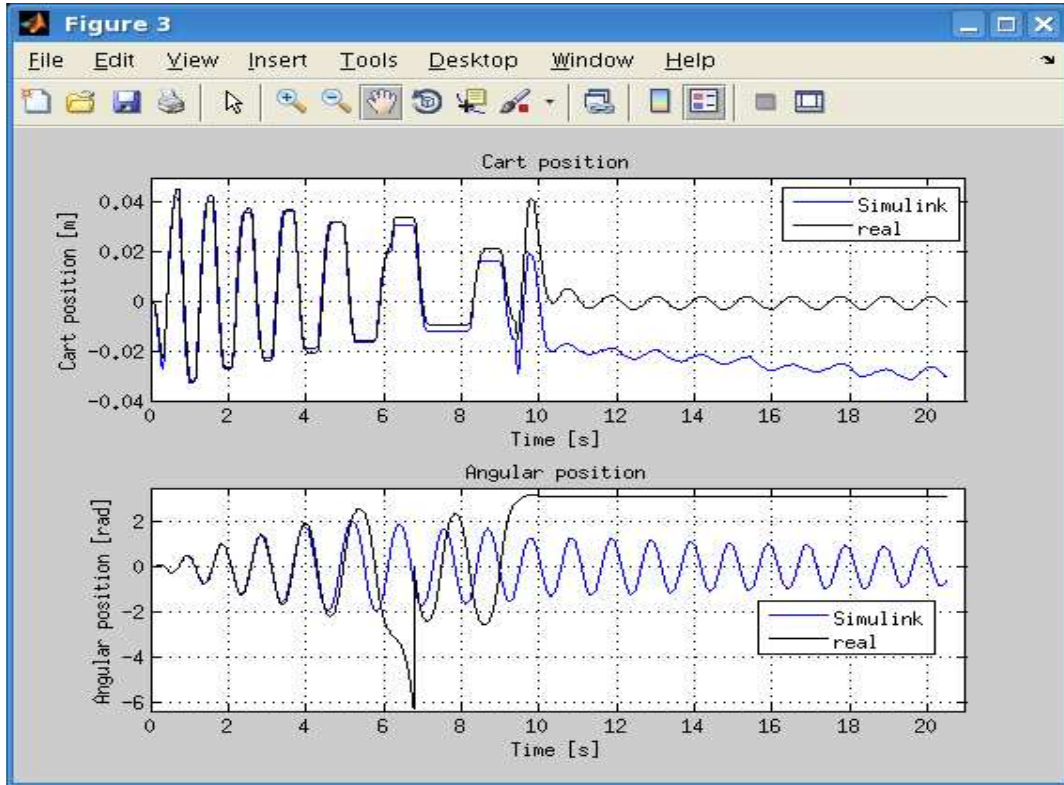 Figure 3
File Edit View Insert Tools Desktop Window Help
Cart position
Cart position [m]
0.04
0.02
0
-0.02
-0.04
Simulink
real
0 2 4 6 8 10 12 14 16 18 20
Time [s]
Angular position
Angular position [rad]
2
0
-2
-4
-6
Simulink
real
0 2 4 6 8 10 12 14 16 18 20
Time [s]